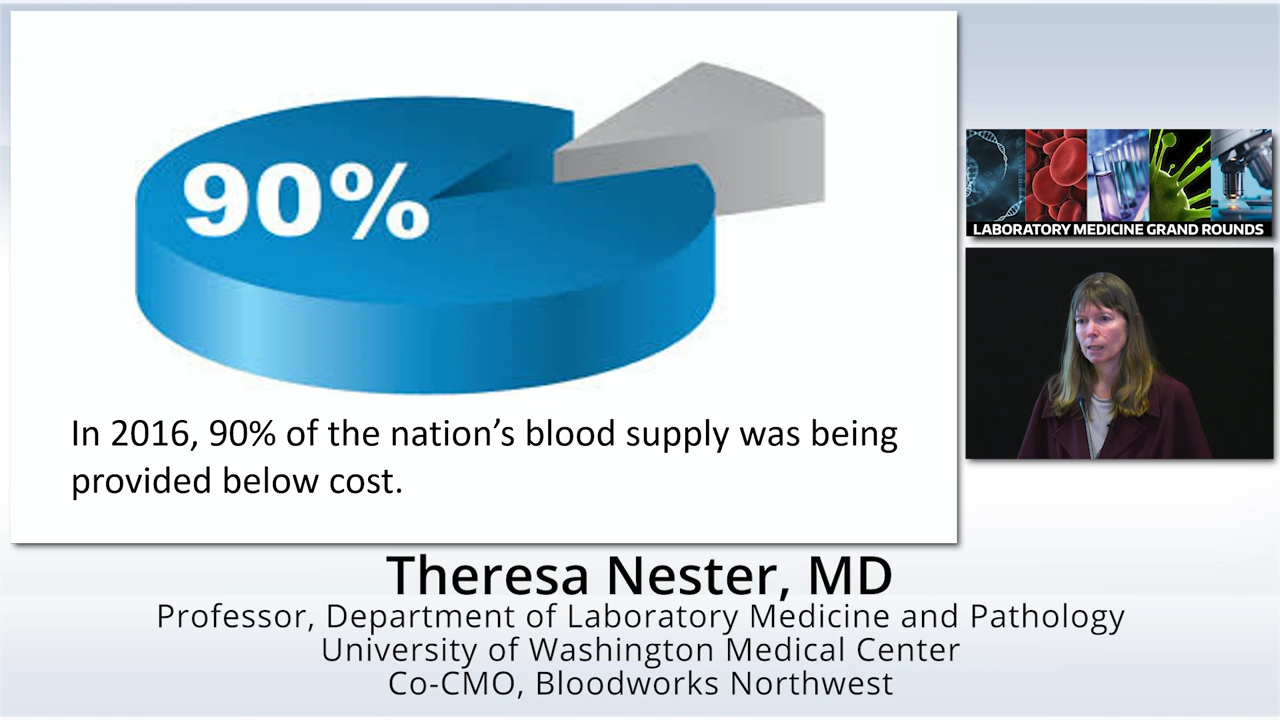 90%
In 2016, 90% of the nation's blood supply was being
provided below cost.
LABORATORY MEDICINE GRAND ROUNDS
Theresa Nester, MD
Professor, Department of Laboratory Medicine and Pathology
University of Washington Medical Center
Co-CMO, Bloodworks Northwest